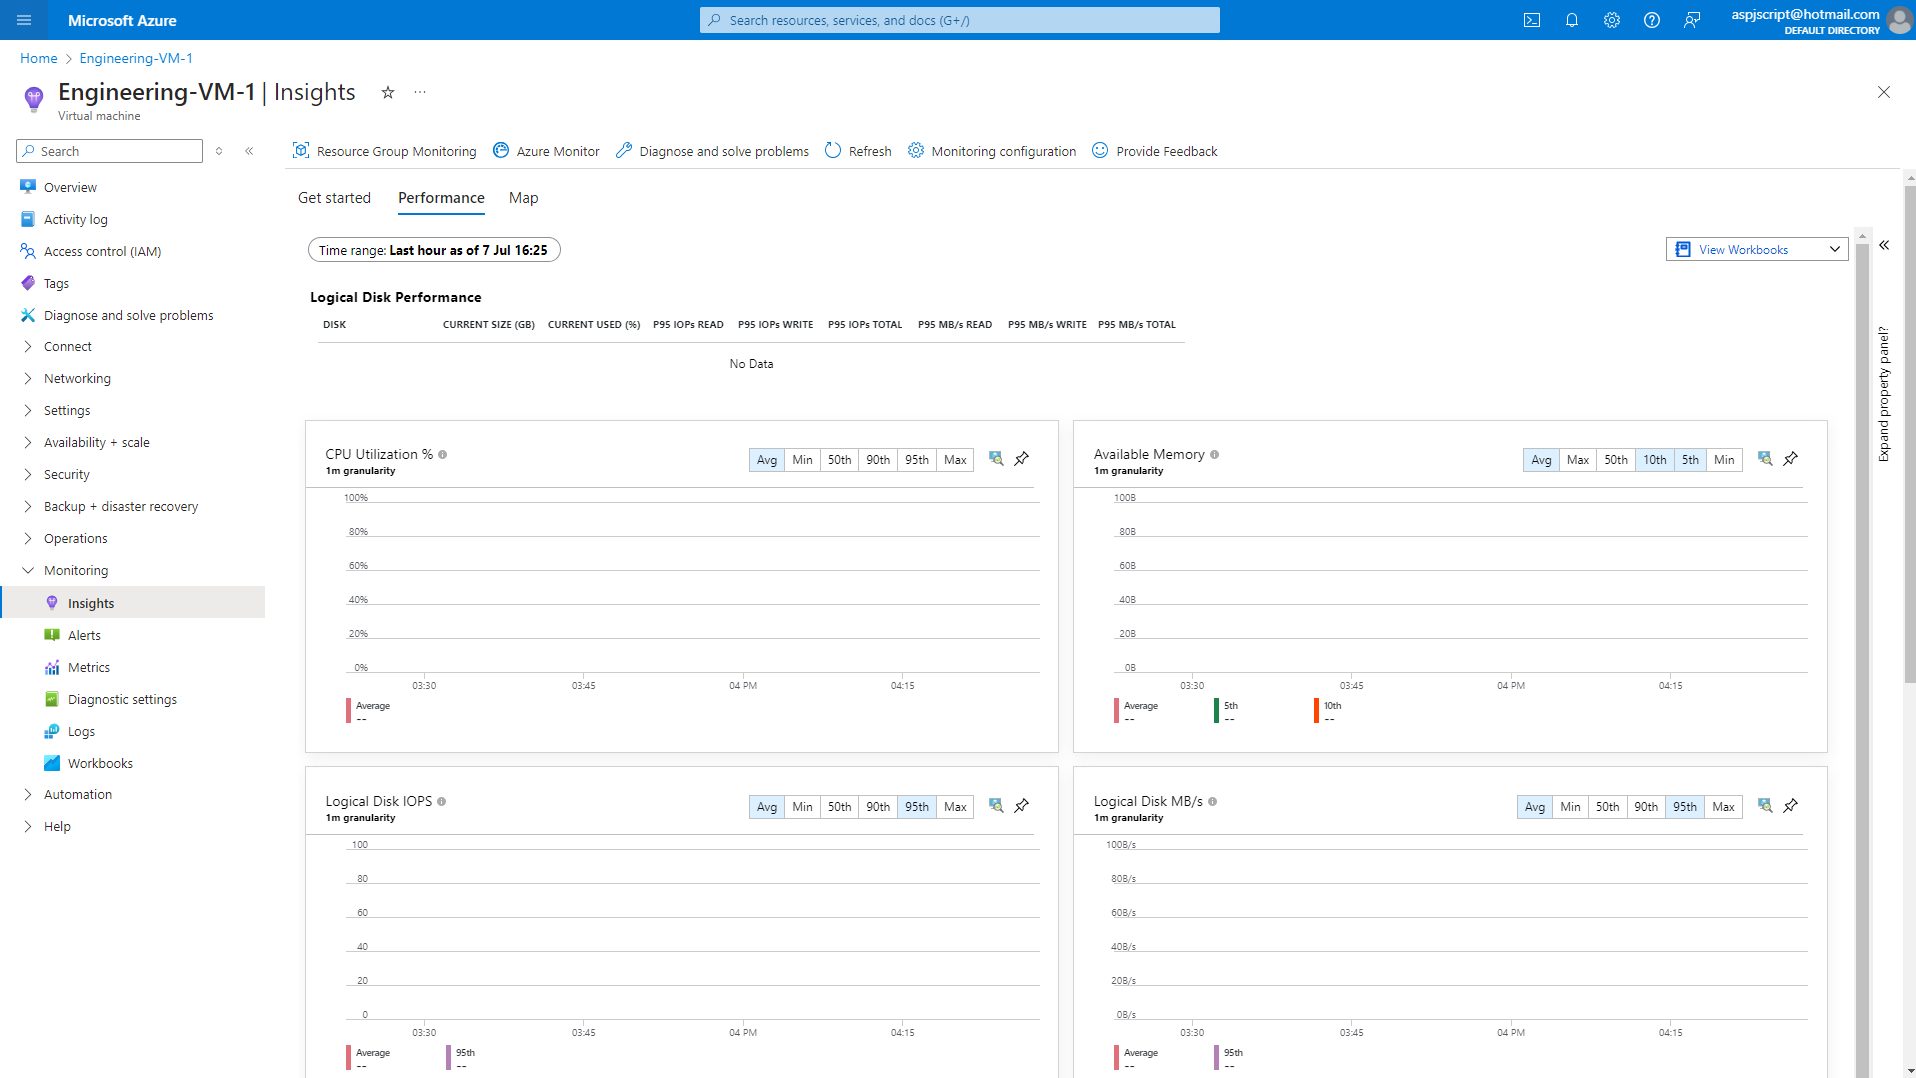 Microsoft Azure
Search resources, services, and docs (G+/)
aspjscript@hotmail.com
DEFAULT DIRECTORY
Home > Engineering-VM-1
Engineering-VM-1 | Insights
Virtual machine
Search
Resource Group Monitoring
Azure Monitor
Diagnose and solve problems
Refresh
Monitoring configuration
Provide Feedback
Overview
Activity log
Access control (IAM)
Tags
Diagnose and solve problems
Connect
Networking
Settings
Availability + scale
Security
Backup + disaster recovery
Operations
Monitoring
Insights
Alerts
Metrics
Diagnostic settings
Logs
Workbooks
Automation
Help
Get started
Performance
Map
Time range: Last hour as of 7 Jul 16:25
View Workbooks
Expand property panel?
Logical Disk Performance
DISK CURRENT SIZE (GB) CURRENT USED (%) P95 IOPs READ P95 IOPs WRITE P95 IOPs TOTAL P95 MB/s READ P95 MB/s WRITE P95 MB/s TOTAL
No Data
CPU Utilization %
1m granularity
Avg Min 50th 90th 95th Max
100%
80%
60%
40%
20%
0%
03:30 03:45 04 PM 04:15
Average
--
Available Memory
1m granularity
Avg Max 50th 10th 5th Min
100B
80B
60B
40B
20B
0B
03:30 03:45 04 PM 04:15
Average 5th 10th
-- -- --
Logical Disk IOPS
1m granularity
Avg Min 50th 90th 95th Max
100
80
60
40
20
0
03:30 03:45 04 PM 04:15
Average 95th
-- --
Logical Disk MB/s
1m granularity
Avg Min 50th 90th 95th Max
100B/s
80B/s
60B/s
40B/s
20B/s
0B/s
03:30 03:45 04 PM 04:15
Average 95th
-- --